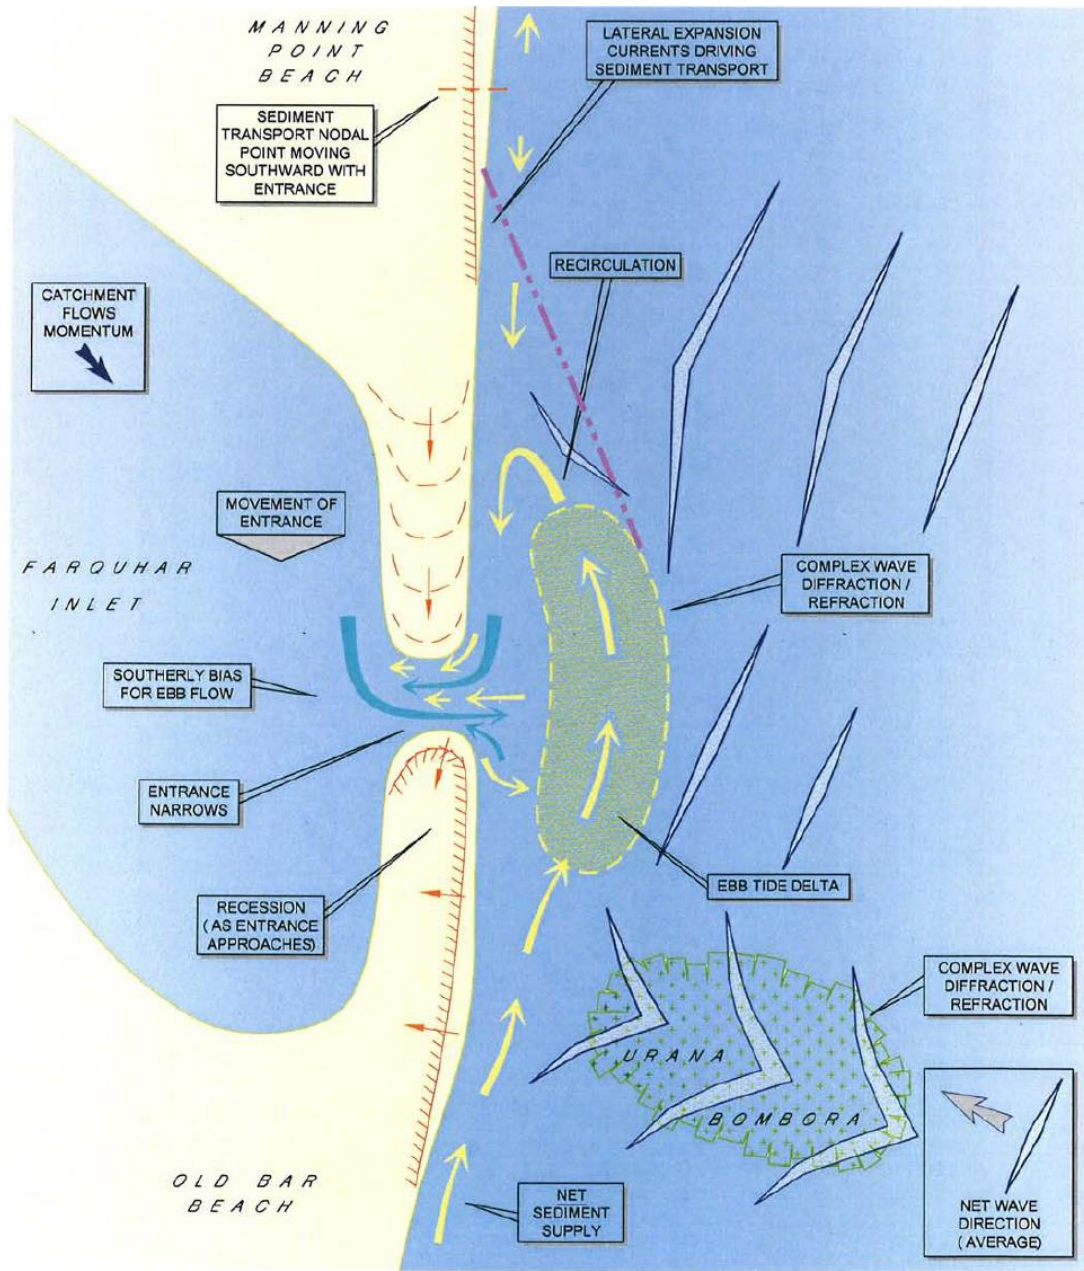 MANNING
POINT
BEACH
LATERAL EXPANSION
CURRENTS DRIVING
SEDIMENT TRANSPORT
SEDIMENT
TRANSPORT NODAL
POINT MOVING
SOUTHWARD WITH
ENTRANCE
RECIRCULATION
CATCHMENT
FLOWS
MOMENTUM
MOVEMENT OF
ENTRANCE
FARQUHAR
INLET
COMPLEX WAVE
DIFFRACTION /
REFRACTION
SOUTHERLY BIAS
FOR EBB FLOW
ENTRANCE
NARROWS
EBB TIDE DELTA
RECESSION
(AS ENTRANCE
APPROACHES)
COMPLEX WAVE
DIFFRACTION /
REFRACTION
URANA
BOMBORA
OLD BAR
BEACH
NET
SEDIMENT
SUPPLY
NET WAVE
DIRECTION
(AVERAGE)